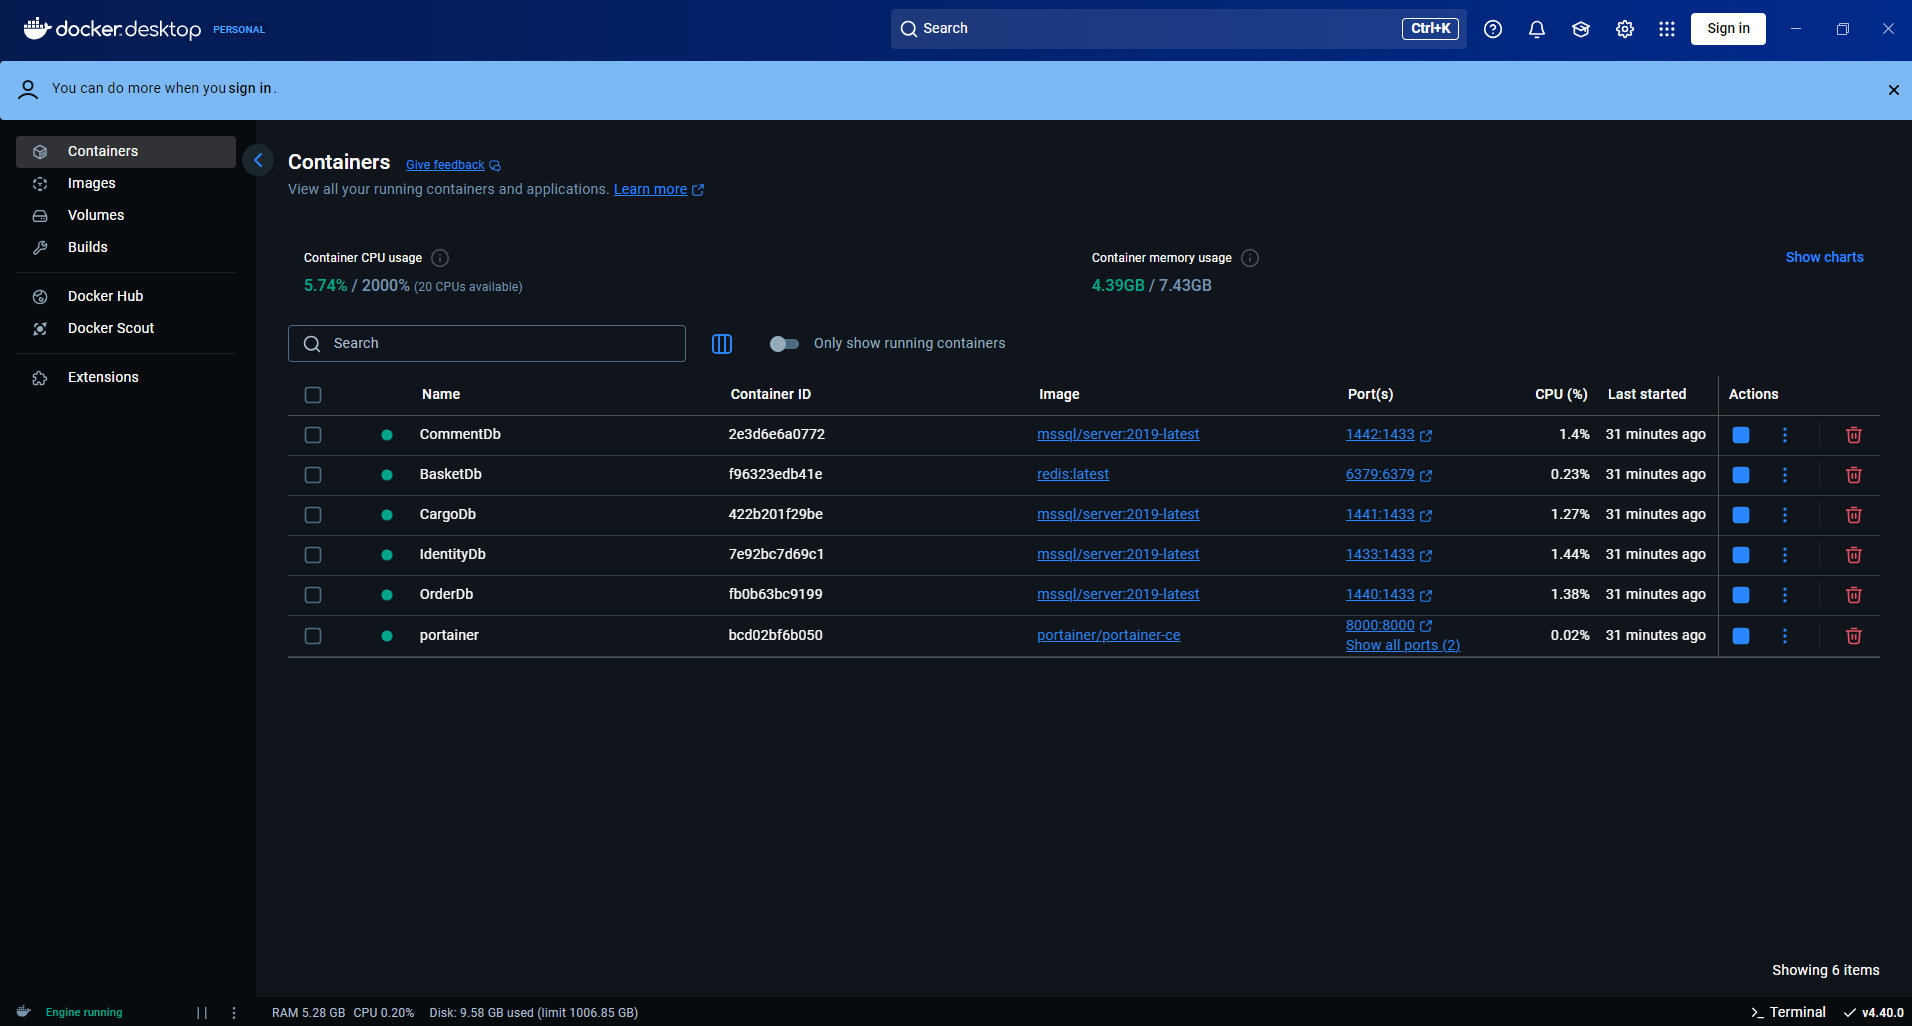 docker.desktop PERSONAL
Search Ctrl+K
Sign in
You can do more when you sign in.
Containers
Images
Volumes
Builds
Docker Hub
Docker Scout
Extensions
Containers Give feedback
View all your running containers and applications. Learn more
Container CPU usage
5.74% / 2000% (20 CPUs available)
Container memory usage
4.39GB / 7.43GB
Show charts
Search
Only show running containers
Name Container ID Image Port(s) CPU (%) Last started Actions
CommentDb 2e3d6e6a0772 mssql/server:2019-latest 1442:1433 1.4% 31 minutes ago
BasketDb f96323edb41e redis:latest 6379:6379 0.23% 31 minutes ago
CargoDb 422b201f29be mssql/server:2019-latest 1441:1433 1.27% 31 minutes ago
IdentityDb 7e92bc7d69c1 mssql/server:2019-latest 1433:1433 1.44% 31 minutes ago
OrderDb fb0b63bc9199 mssql/server:2019-latest 1440:1433 1.38% 31 minutes ago
portainer bcd02bf6b050 portainer/portainer-ce 8000:8000 0.02% 31 minutes ago
Show all ports (2)
Showing 6 items
Engine running
RAM 5.28 GB CPU 0.20% Disk: 9.58 GB used (limit 1006.85 GB)
Terminal
v4.40.0